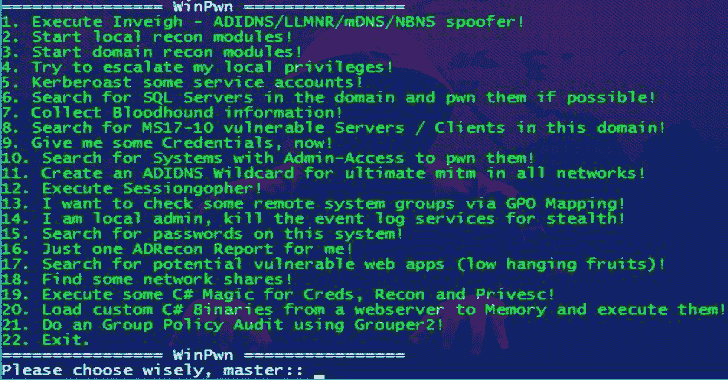 ================ WinPwn ================
1. Execute Inveigh - ADIDNS/LLMNR/mDNS/NBNS spoofer!
2. Start local recon modules!
3. Start domain recon modules!
4. Try to escalate my local privileges!
5. Kerberoast some service accounts!
6. Search for SQL Servers in the domain and pwn them if possible!
7. Collect Bloodhound information!
8. Search for MS17-10 vulnerable Servers / Clients in this domain!
9. Give me some Credentials, now!
10. Search for Systems with Admin-Access to pwn them!
11. Create an ADIDNS Wildcard for ultimate mitm in all networks!
12. Execute Sessiongopher!
13. I want to check some remote system groups via GPO Mapping!
14. I am local admin, kill the event log services for stealth!
15. Search for passwords on this system!
16. Just one ADRecon Report for me!
17. Search for potential vulnerable web apps (low hanging fruits)!
18. Find some network shares!
19. Execute some C# Magic for Creds, Recon and Privesc!
20. Load custom C# Binaries from a webserver to Memory and execute them!
21. Do an Group Policy Audit using Grouper2!
22. Exit.
================ WinPwn ================
Please choose wisely, master:: _